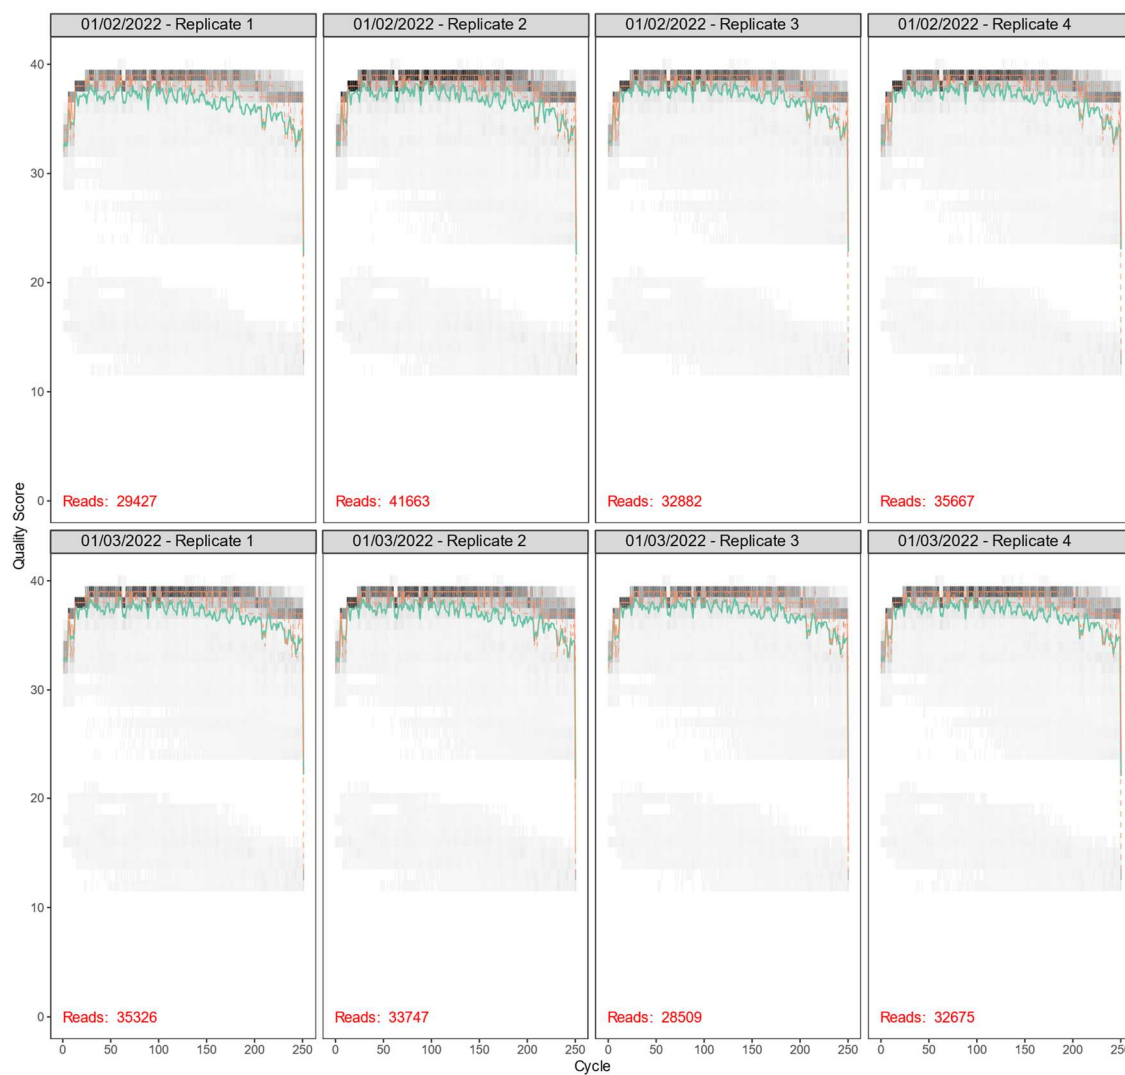 01/02/2022 - Replicate 1
01/02/2022 - Replicate 2
01/02/2022 - Replicate 3
01/02/2022 - Replicate 4
40
30
20
10
0
Reads: 29427
Reads: 41663
Reads: 32882
Reads: 35667
Quality Score
01/03/2022 - Replicate 1
01/03/2022 - Replicate 2
01/03/2022 - Replicate 3
01/03/2022 - Replicate 4
40
30
20
10
0
Reads: 35326
Reads: 33747
Reads: 28509
Reads: 32675
0 50 100 150 200 250
0 50 100 150 200 250
0 50 100 150 200 250
0 50 100 150 200 250
Cycle